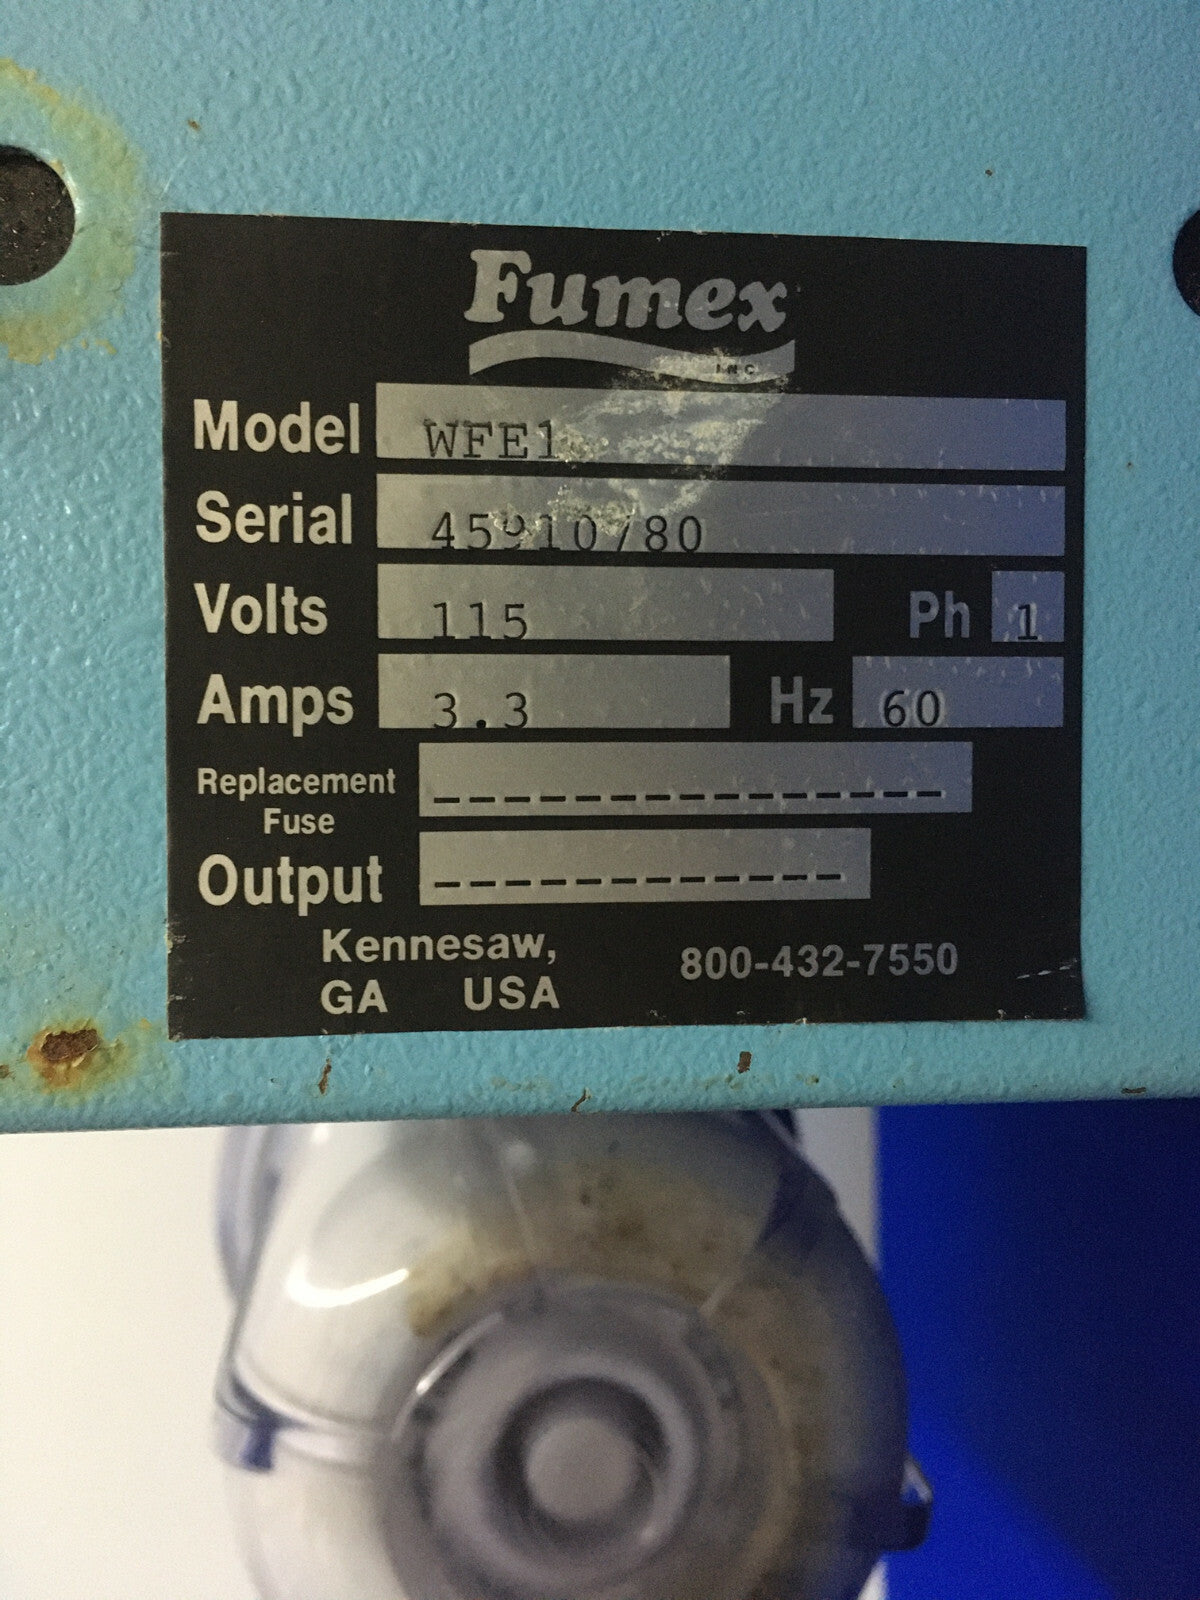 Fumex
INC
Model WFE1
Serial
Volts 115 Ph 1
Amps 3.3 Hz 60
Replacement
Fuse ---------------
Output ------------
Kennesaw,
GA USA 800-432-7550